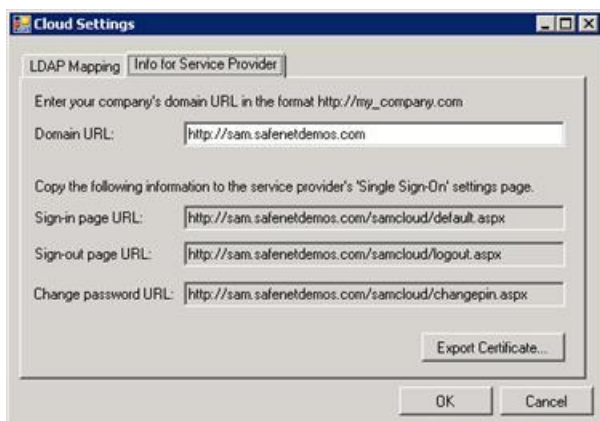 Cloud Settings
LDAP Mapping Info for Service Provider
Enter your company's domain URL in the format http://my_company.com
Domain URL: http://sam.safenetdemos.com
Copy the following information to the service provider's 'Single Sign-On' settings page.
Sign-in page URL: http://sam.safenetdemos.com/samcloud/default.aspx
Sign-out page URL: http://sam.safenetdemos.com/samcloud/logout.aspx
Change password URL: http://sam.safenetdemos.com/samcloud/changepin.aspx
Export Certificate...
OK Cancel